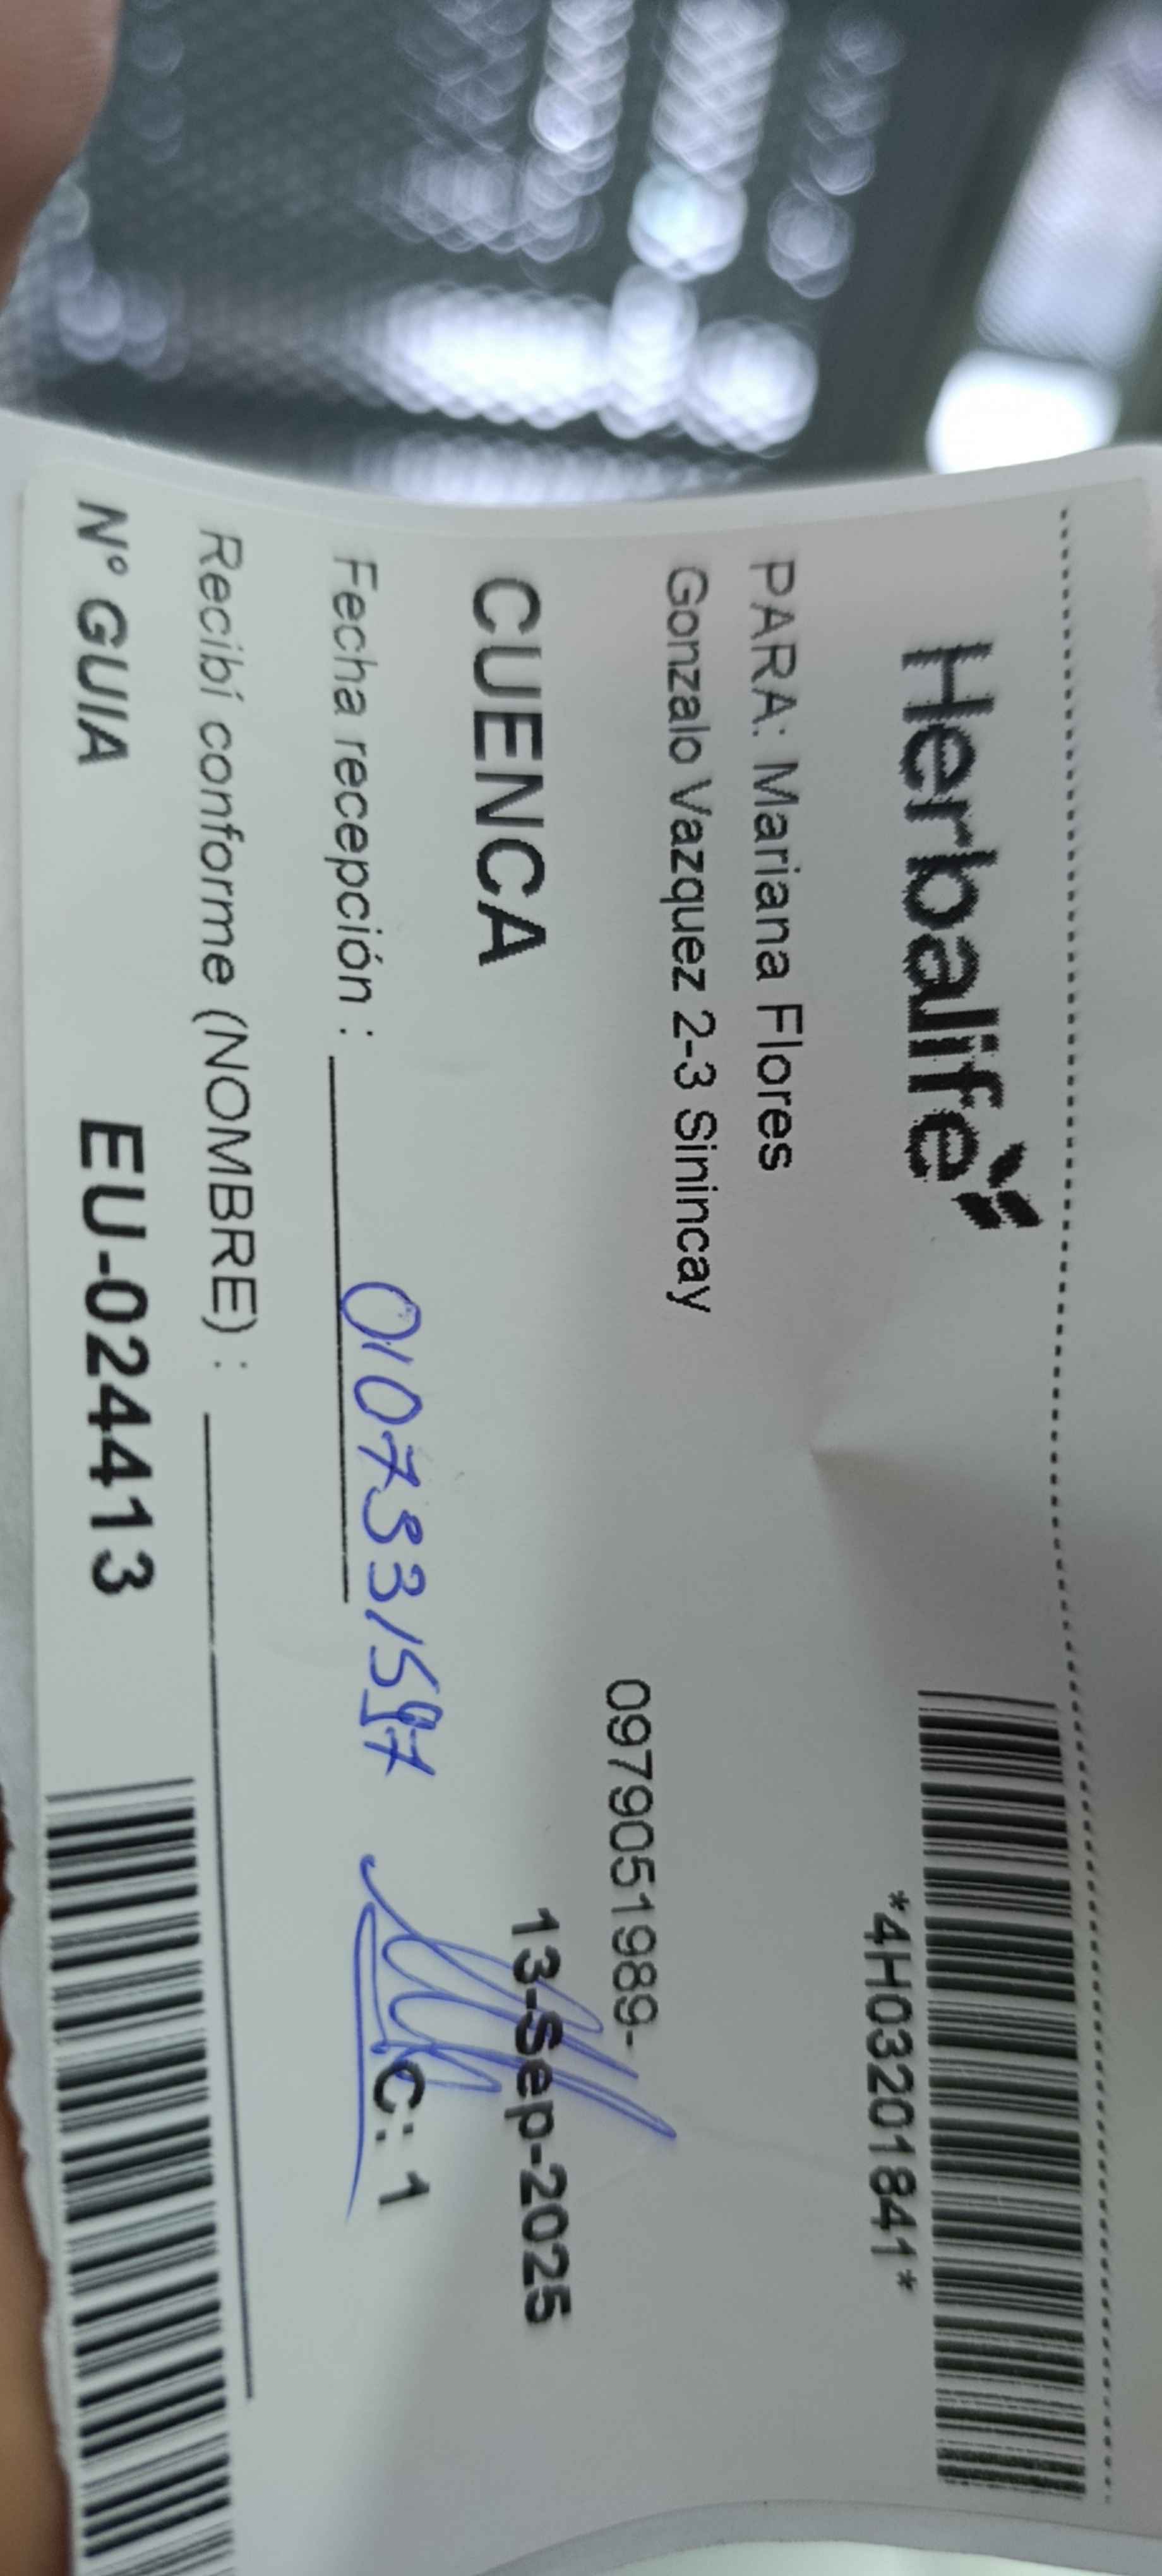 Herbalife
*4H03201841*
PARA: Mariana Flores
Gonzalo Vazquez 2-3 Sinincay
0979051989-
CUENCA
13-Sep-2025
Fecha recepción :
C: 1
Recibí conforme (NOMBRE) :
N° GUIA EU-024413